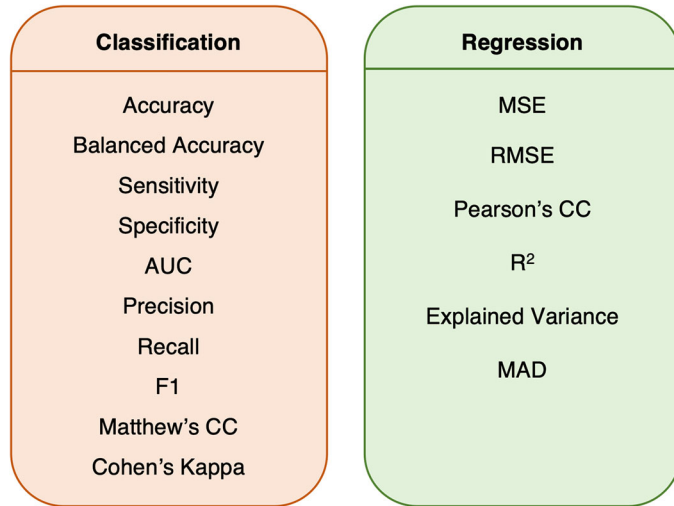 Classification
Accuracy
Balanced Accuracy
Sensitivity
Specificity
AUC
Precision
Recall
F1
Matthew's CC
Cohen's Kappa
Regression
MSE
RMSE
Pearson's CC
R²
Explained Variance
MAD